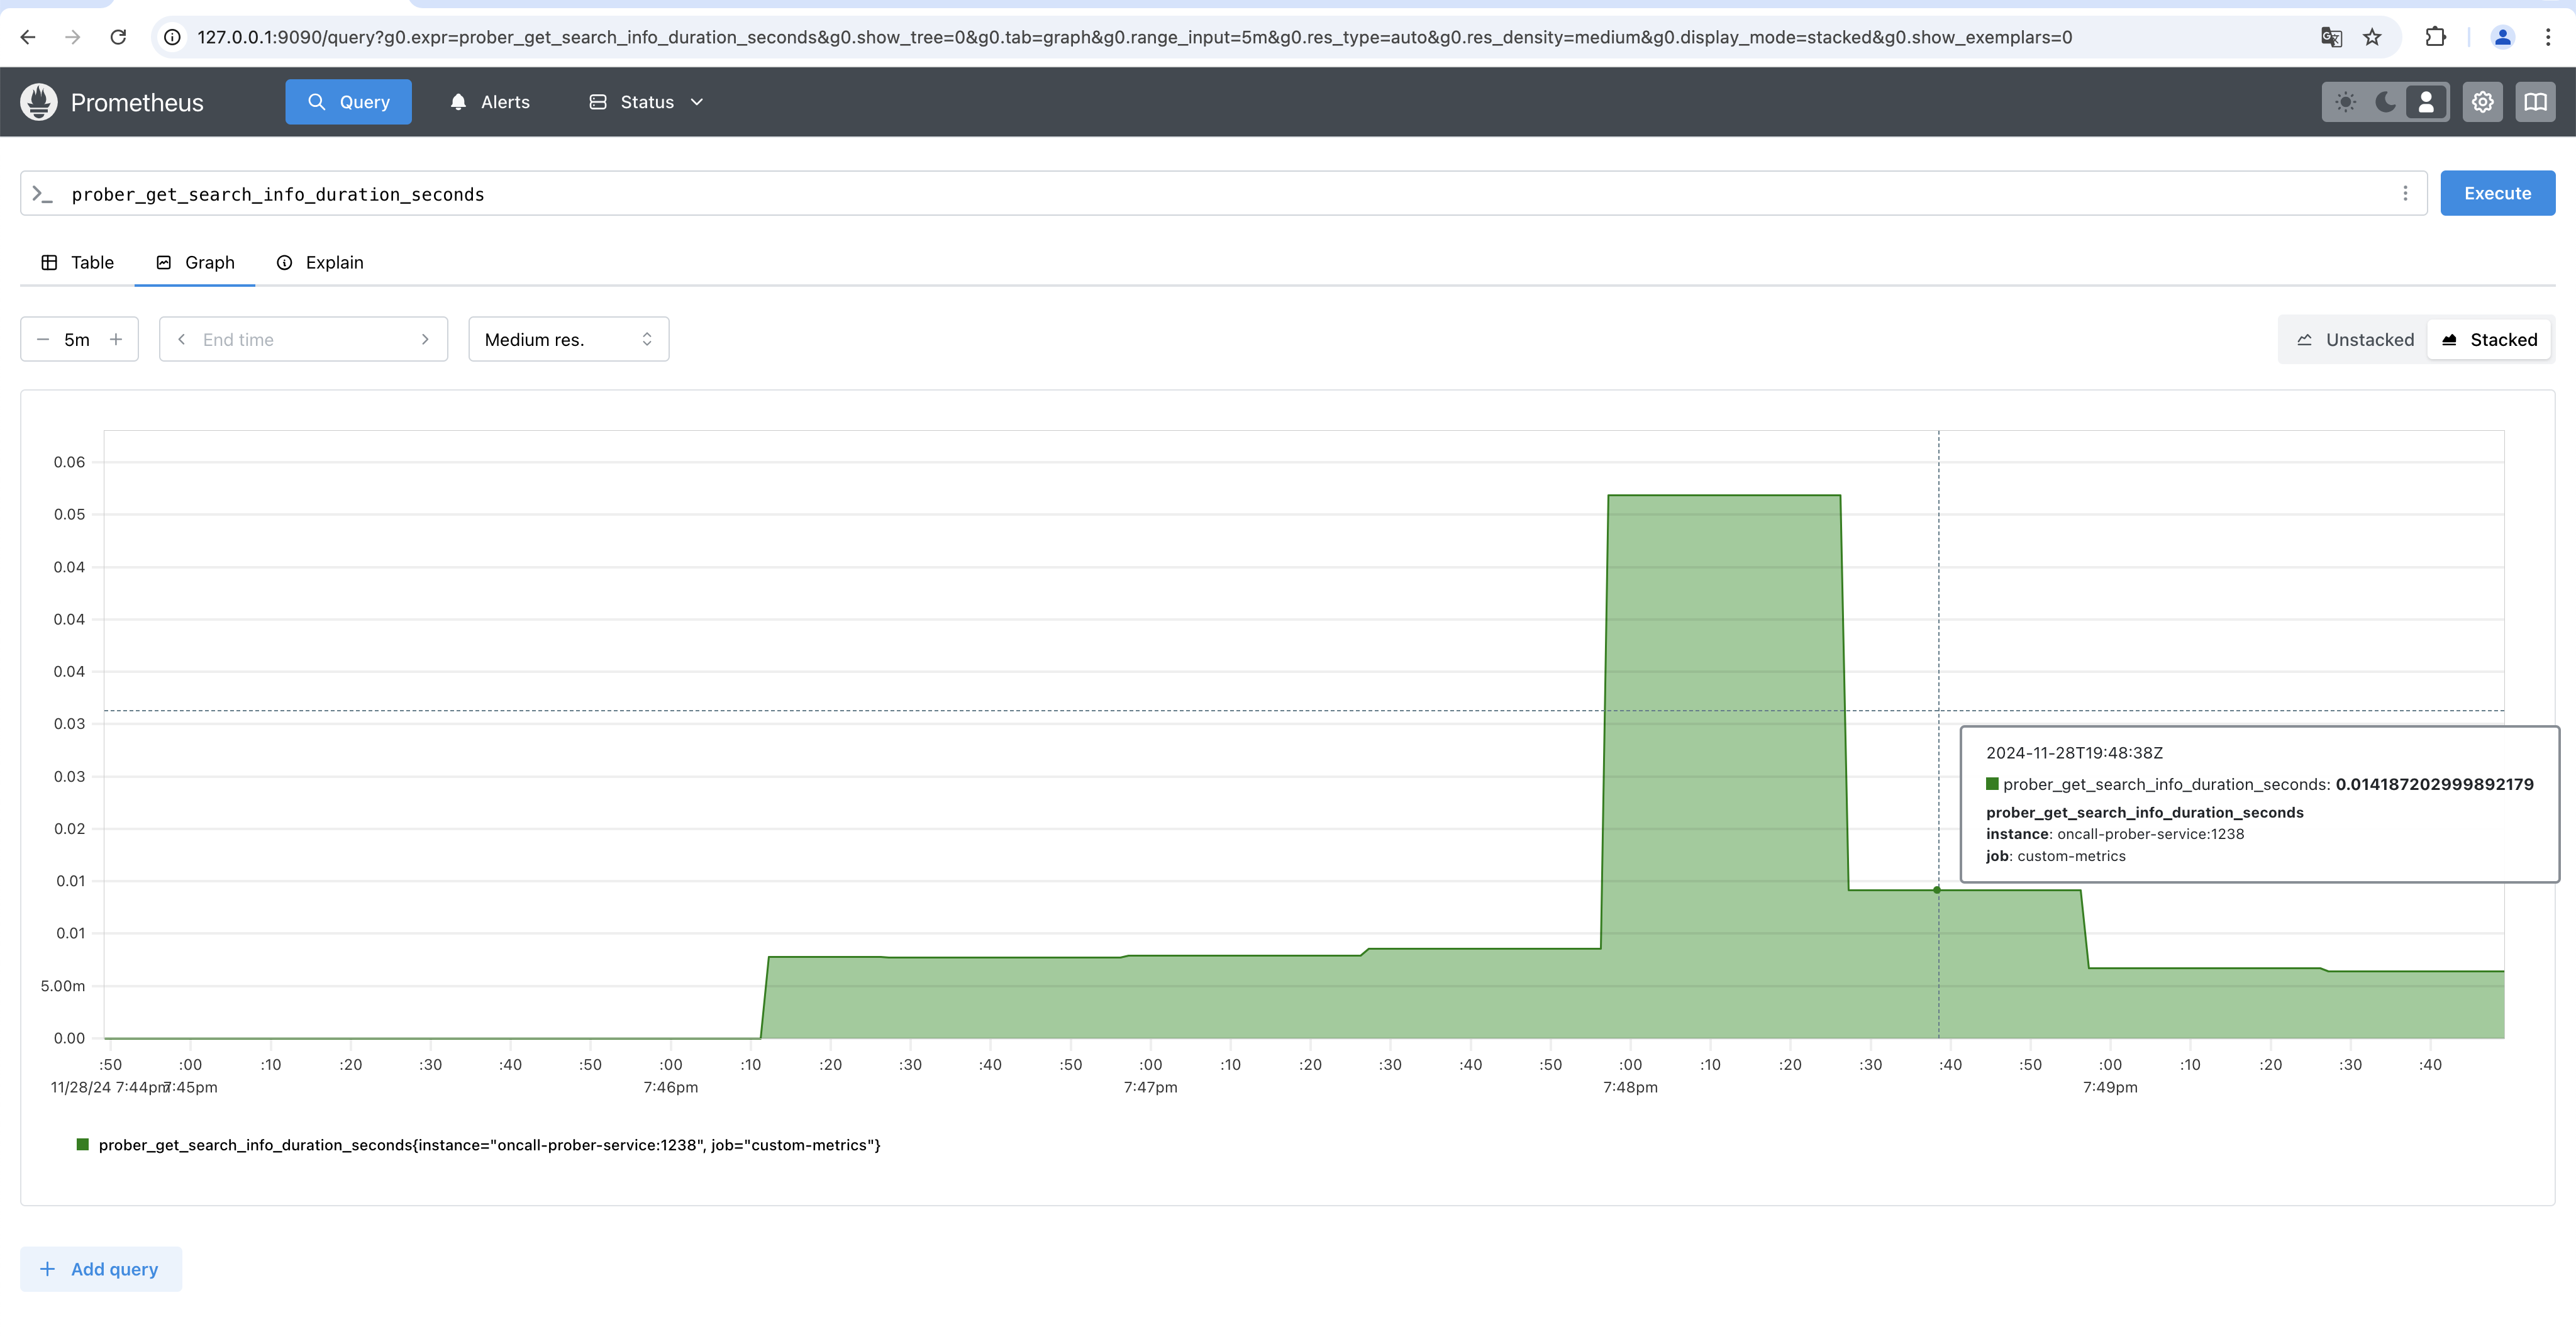 127.0.0.1:9090/query?g0.expr=prober_get_search_info_duration_seconds&g0.show_tree=0&g0.tab=graph&g0.range_input=5m&g0.res_type=auto&g0.res_density=medium&g0.display_mode=stacked&g0.show_exemplars=0
Prometheus Query Alerts Status
>_ prober_get_search_info_duration_seconds Execute
Table Graph Explain
− 5m + < End time > Medium res. Unstacked Stacked
0.06
0.05
0.04
0.04
0.04
0.03
0.03
0.02
0.01
0.01
5.00m
0.00
2024-11-28T19:48:38Z
prober_get_search_info_duration_seconds: 0.014187202999892179
prober_get_search_info_duration_seconds
instance: oncall-prober-service:1238
job: custom-metrics
:50 :00 :10 :20 :30 :40 :50 :00 :10 :20 :30 :40 :50 :00 :10 :20 :30 :40 :50 :00 :10 :20 :30 :40 :50 :00 :10 :20 :30 :40
11/28/24 7:44pm 7:45pm 7:46pm 7:47pm 7:48pm 7:49pm
prober_get_search_info_duration_seconds{instance="oncall-prober-service:1238", job="custom-metrics"}
+ Add query